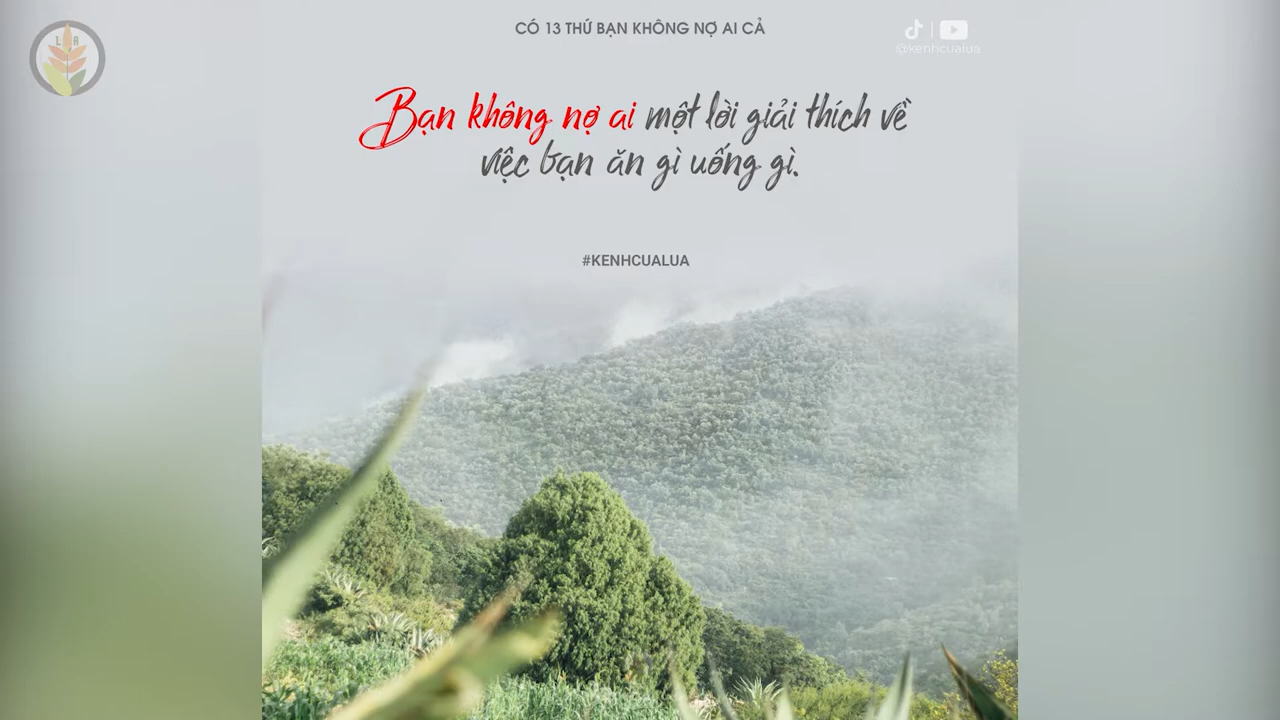 L A
CÓ 13 THỨ BẠN KHÔNG NỢ AI CẢ
@kenhcualua
Bạn không nợ ai một lời giải thích về
việc bạn ăn gì uống gì.
#KENHCUALUA